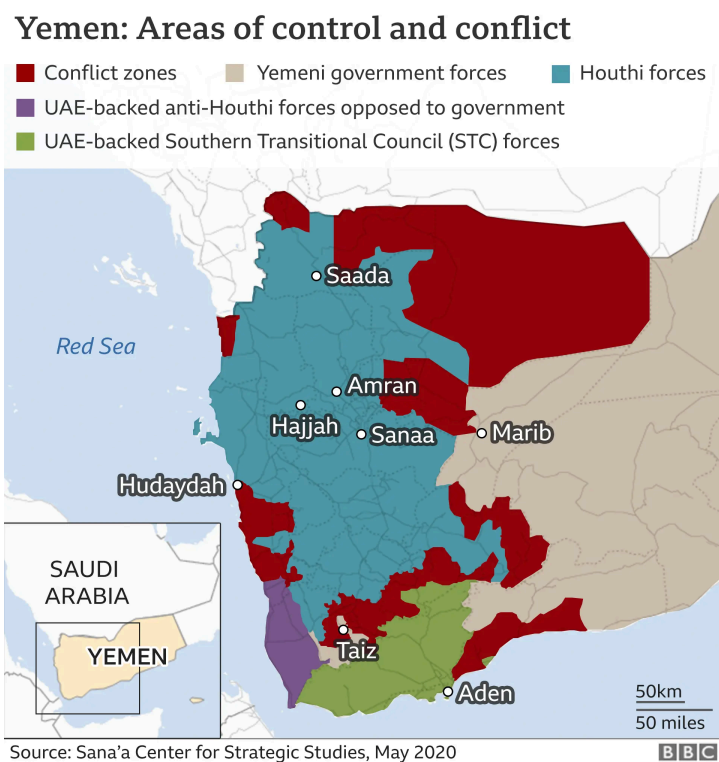 Yemen: Areas of control and conflict
Conflict zones
Yemeni government forces
Houthi forces
UAE-backed anti-Houthi forces opposed to government
UAE-backed Southern Transitional Council (STC) forces
Saada
Red Sea
Amran
Hajjah
Sanaa
Marib
Hudaydah
SAUDI
ARABIA
YEMEN
Taiz
Aden
50km
50 miles
Source: Sana'a Center for Strategic Studies, May 2020
BBC